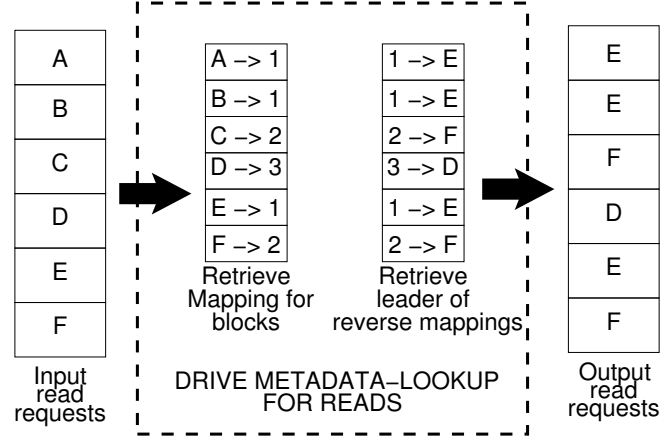 A
B
C
D
E
F
Input
read
requests
A −> 1
B −> 1
C −> 2
D −> 3
E −> 1
F −> 2
Retrieve
Mapping for
blocks
1 −> E
1 −> E
2 −> F
3 −> D
1 −> E
2 −> F
Retrieve
leader of
reverse mappings
DRIVE METADATA−LOOKUP
FOR READS
E
E
F
D
E
F
Output
read
requests